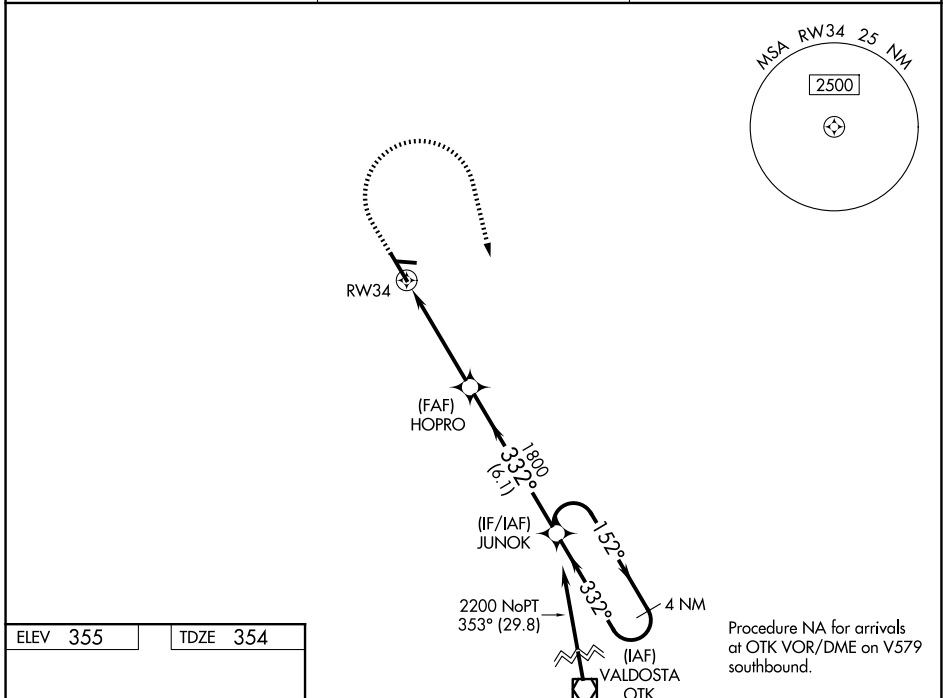 MSA RW34 25 NM
2500
RW34
(FAF)
HOPRO
1800
332°
(6.1)
(IF/IAF)
JUNOK
152°
332°
4 NM
2200 NoPT
353° (29.8)
(IAF)
VALDOSTA
OTK
Procedure NA for arrivals
at OTK VOR/DME on V579
southbound.
ELEV 355
TDZE 354